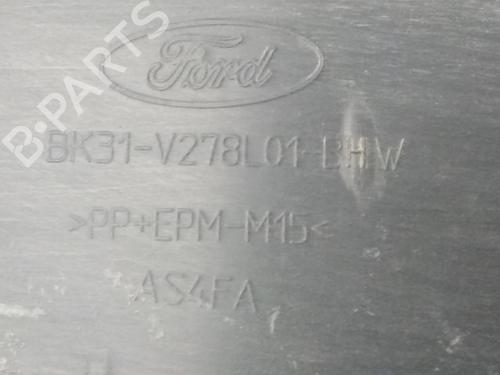 B-PARTS
Ford
BK31-V278L01-BHW
>PP+EPM-M15<
AS4FA